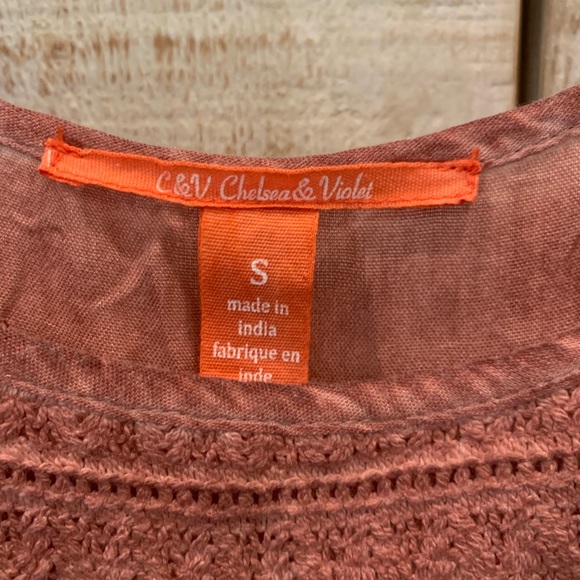 C&V Chelsea & Violet
S
made in
india
fabrique en
inde